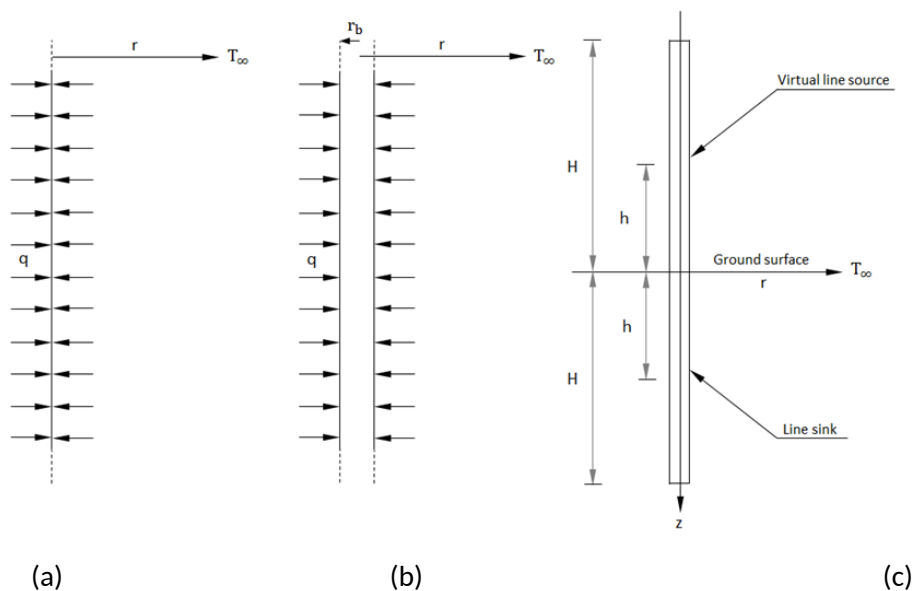 r
T∞
q
(a)
r_b
r
T∞
q
(b)
Virtual line source
H
h
Ground surface
T∞
r
h
H
Line sink
z
(c)